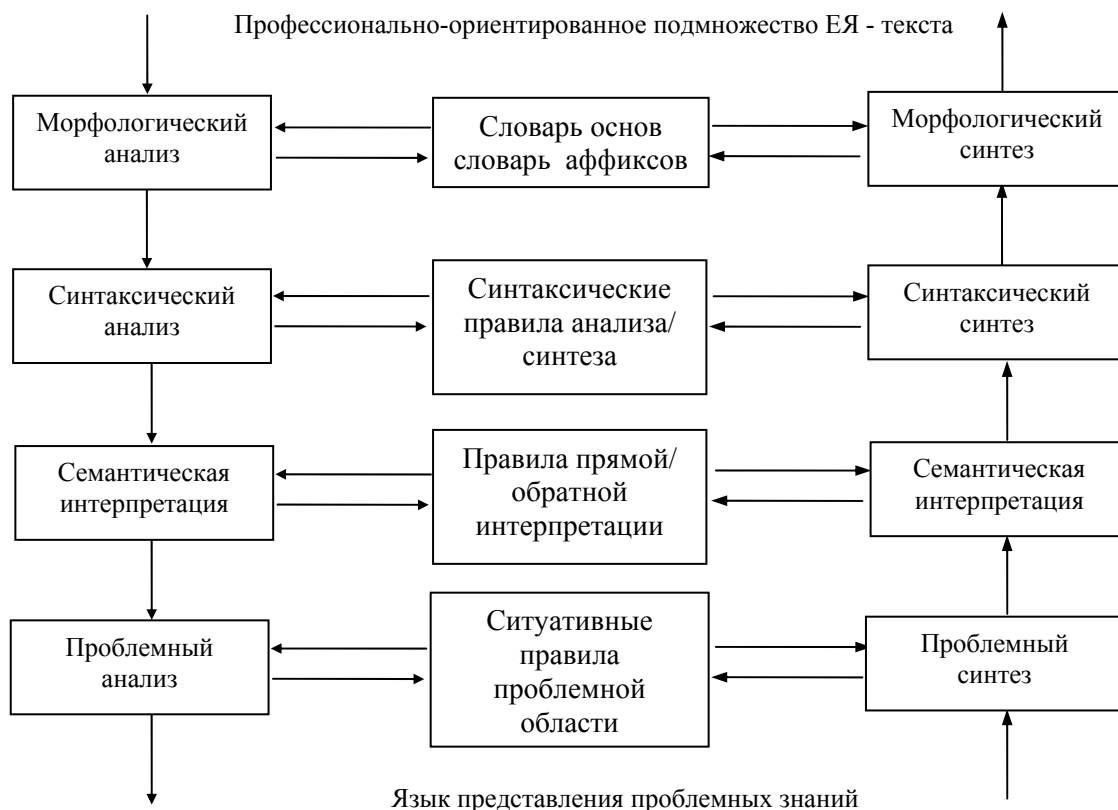 Профессионально-ориентированное подмножество ЕЯ - текста
Морфологический
анализ
Словарь основ
словарь аффиксов
Морфологический
синтез
Синтаксический
анализ
Синтаксические
правила анализа/
синтеза
Синтаксический
синтез
Семантическая
интерпретация
Правила прямой/
обратной
интерпретации
Семантическая
интерпретация
Проблемный
анализ
Ситуативные
правила
проблемной
области
Проблемный
синтез
Язык представления проблемных знаний